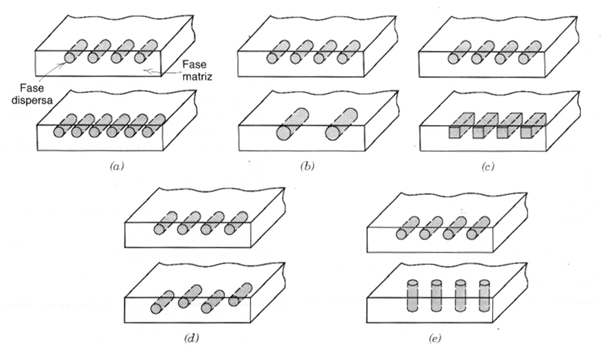 Fase
matriz
Fase
dispersa
(a)
(b)
(c)
(d)
(e)